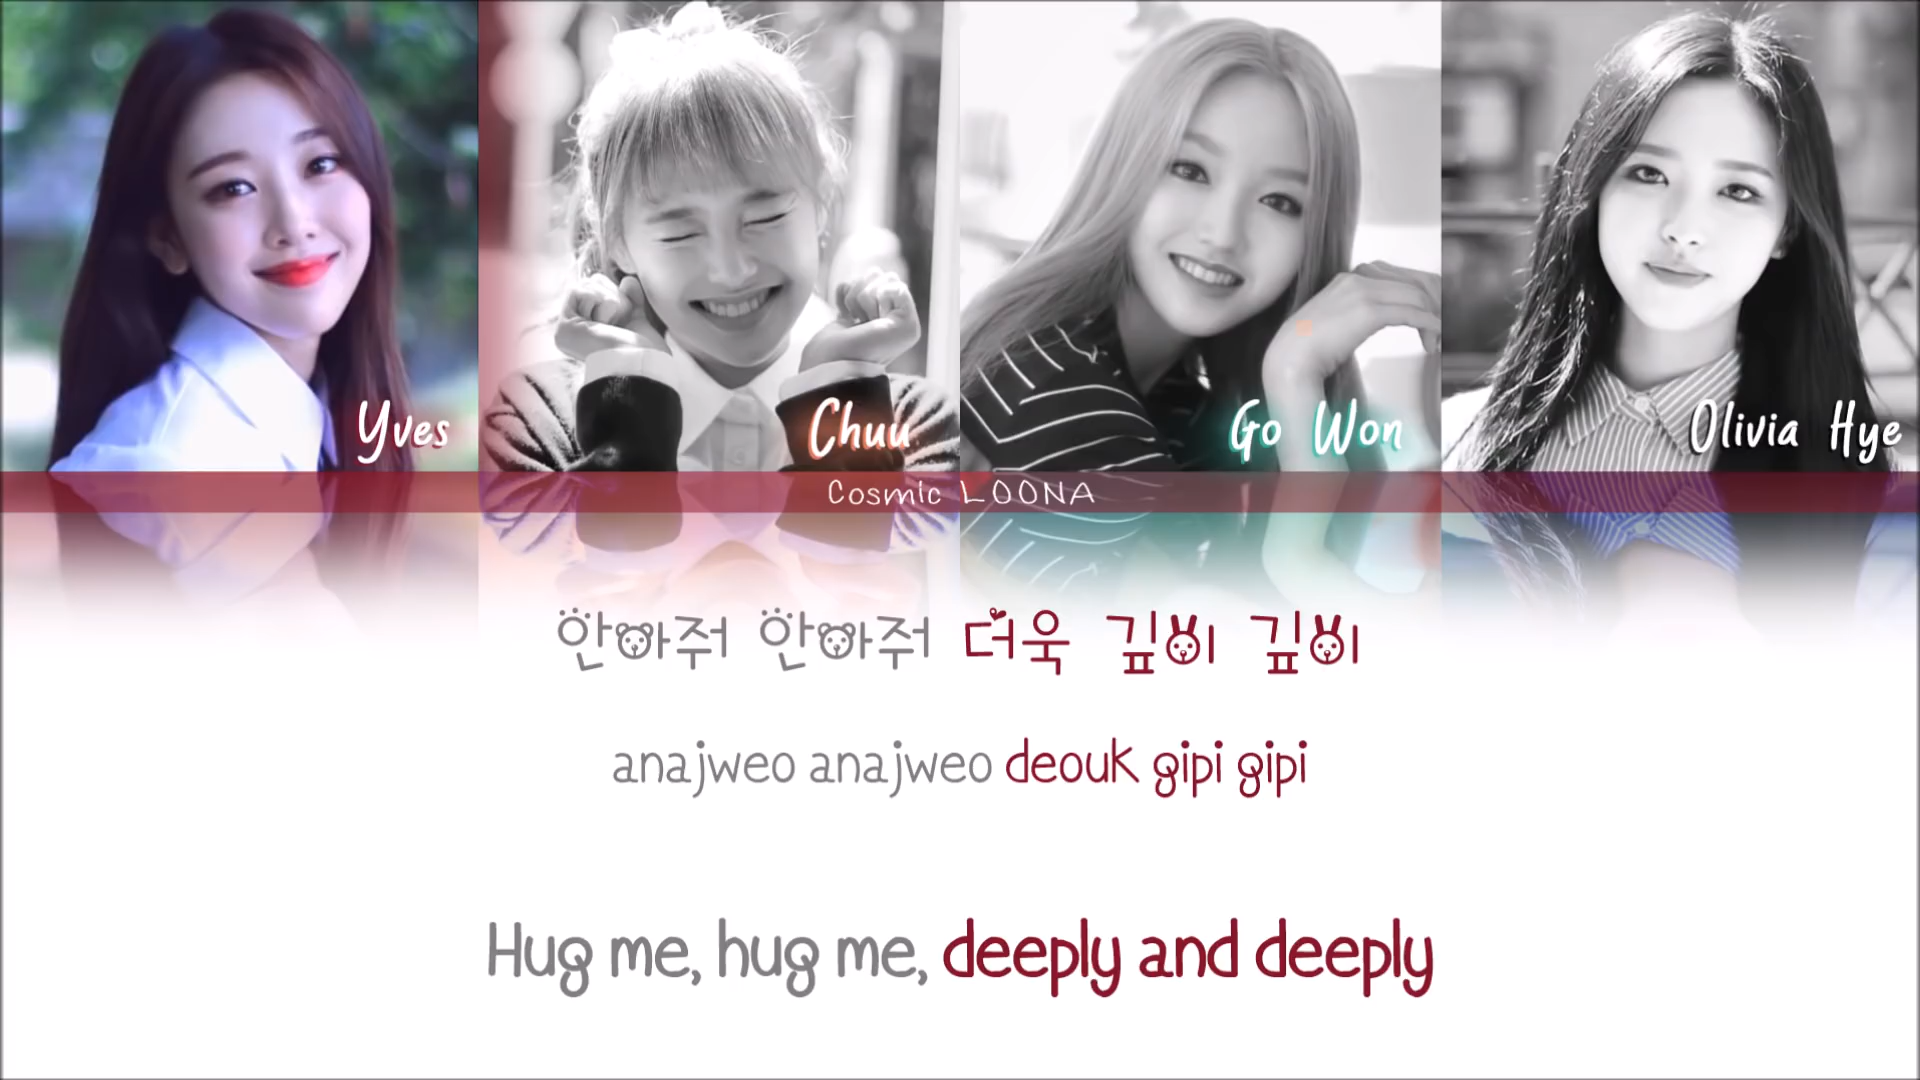 Yves
Chuu
Go Won
Olivia Hye
Cosmic LOONA
안아줘 안아줘 더욱 깊이 깊이
anajweo anajweo deouk gipi gipi
Hug me, hug me, deeply and deeply